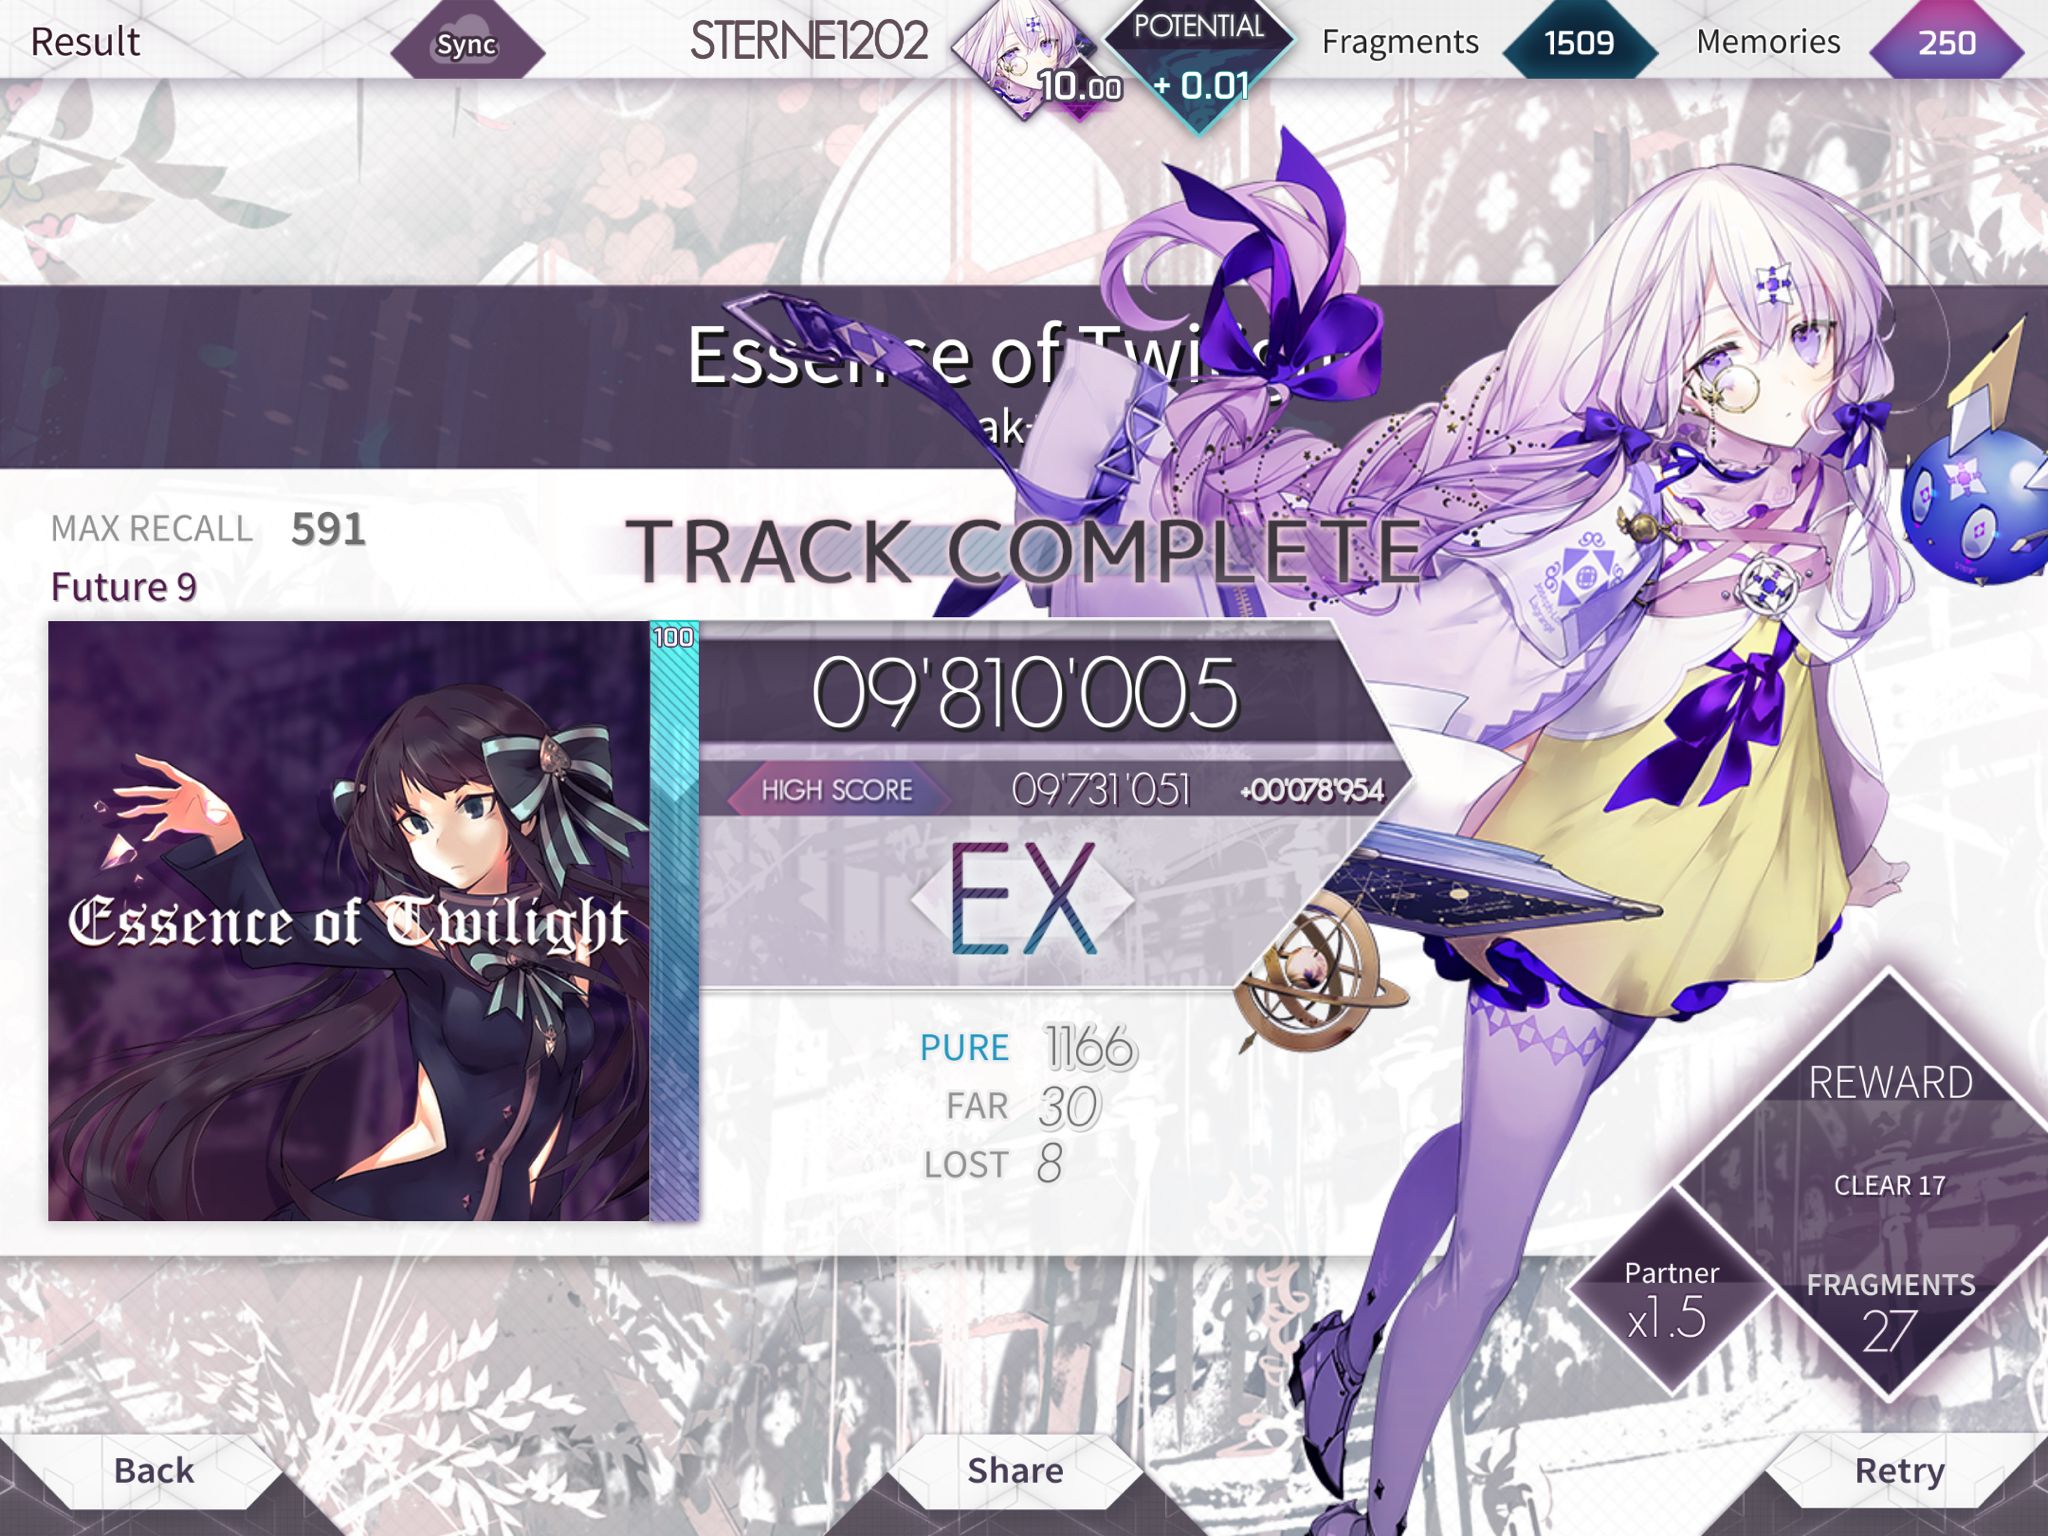 Result
Sync
STERNE1202
10.00
POTENTIAL
+ 0.01
Fragments
1509
Memories
250
of
MAX RECALL 591
TRACK COMPLETE
Future 9
100
09'810'005
HIGH SCORE 09'731'051 +00'078'954
EX
Essence of Twilight
PURE 1166
FAR 30
LOST 8
REWARD
CLEAR 17
Partner
x1.5
FRAGMENTS
27
Back
Share
Retry